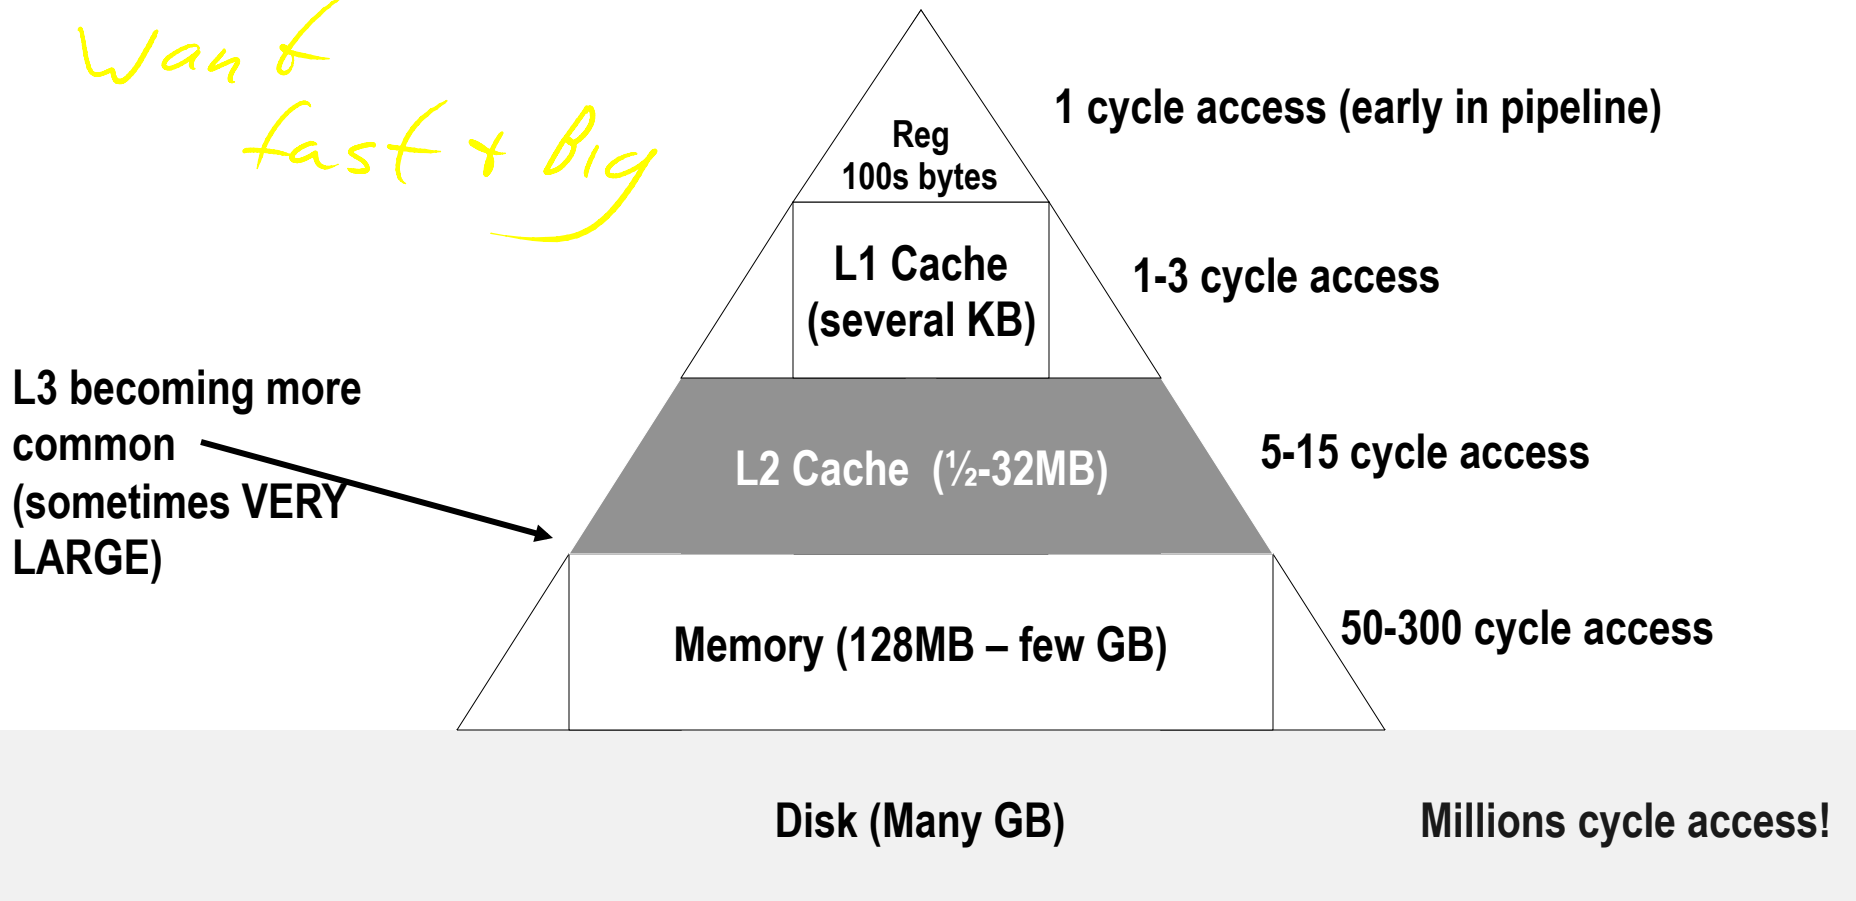 Want
fast + Big
1 cycle access (early in pipeline)
Reg
100s bytes
L1 Cache
(several KB)
1-3 cycle access
L3 becoming more
common
(sometimes VERY
LARGE)
L2 Cache (½-32MB)
5-15 cycle access
Memory (128MB – few GB)
50-300 cycle access
Disk (Many GB)
Millions cycle access!